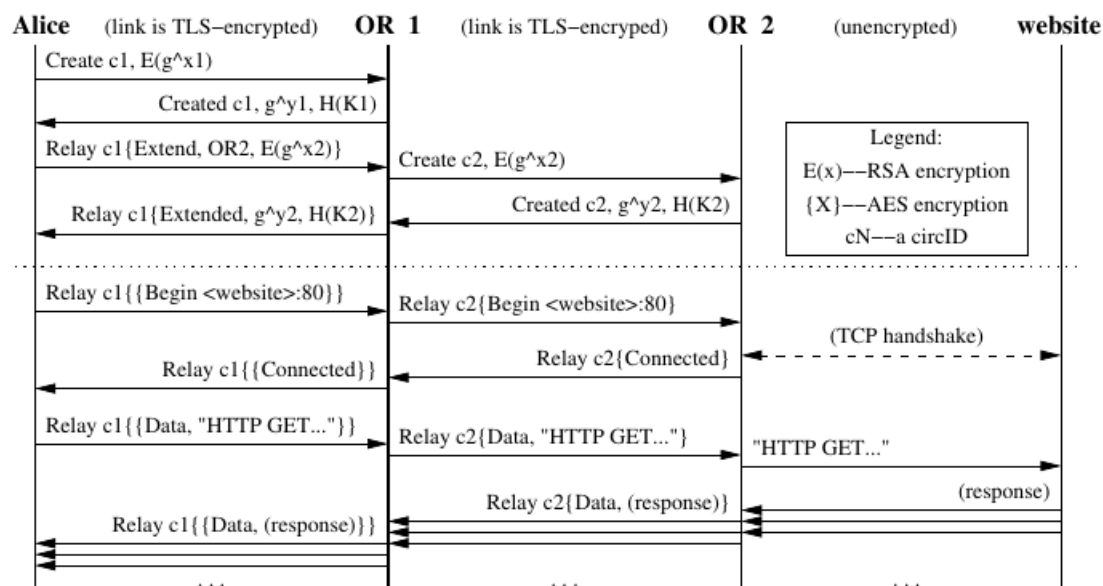 Alice (link is TLS−encrypted) OR 1 (link is TLS−encryped) OR 2 (unencrypted) website
Create c1, E(g^x1)
Created c1, g^y1, H(K1)
Relay c1{Extend, OR2, E(g^x2)}
Create c2, E(g^x2)
Created c2, g^y2, H(K2)
Relay c1{Extended, g^y2, H(K2)}
Legend:
E(x)−−RSA encryption
{X}−−AES encryption
cN−−a circID
Relay c1{{Begin <website>:80}}
Relay c2{Begin <website>:80}
(TCP handshake)
Relay c2{Connected}
Relay c1{{Connected}}
Relay c1{{Data, "HTTP GET..."}}
Relay c2{Data, "HTTP GET..."}
"HTTP GET..."
(response)
Relay c2{Data, (response)}
Relay c1{{Data, (response)}}
. . . . . . . . .